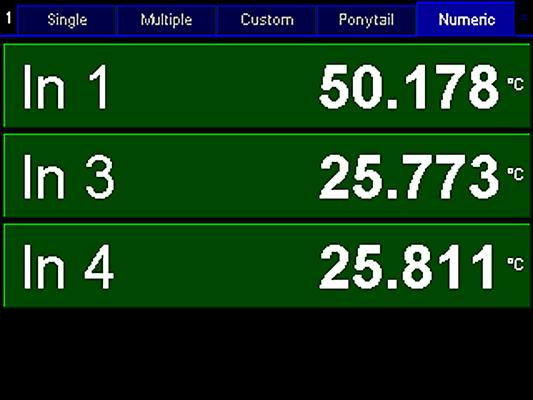 1 Single Multiple Custom Ponytail Numeric
In 1 50.178 °C
In 3 25.773 °C
In 4 25.811 °C